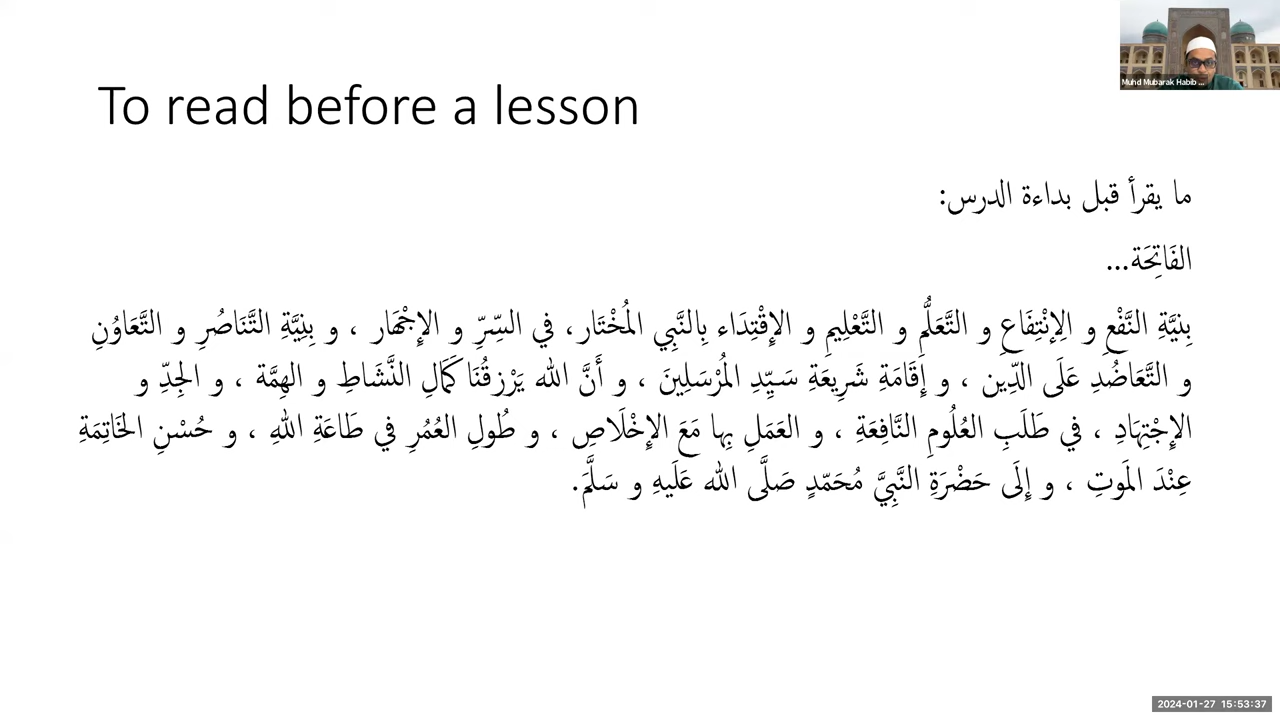 Muhd Mubarak Habib ...
To read before a lesson
ما يقرأ قبل بداءة الدرس:
الفَاتِحَة...
بِنِيَّةِ النَّفْعِ و الِإنْتِفَاعِ و التَّعَلُّمِ و التَّعْلِيمِ و الإِقْتِدَاء بِالنَّبِي المُخْتَار، في السِّرِّ و الإِجْهَار ، و بِنِيَّةِ التَّنَاصُرِ و التَّعَاوُنِ
و التَّعَاضُدِ عَلَى الدِّين ، و إِقَامَةِ شَرِيعَةِ سَيِّدِ المُرْسَلِينَ ، و أَنَّ الله يَرْزقُنَا كَمَالِ النَّشَاطِ و الهِمَّة ، و الجِدِّ و
الإِجْتِهَادِ ، في طَلَبِ العُلُومِ النَّافِعَةِ ، و العَمَلِ بِها مَعَ الإِخْلَاصِ ، و طُولِ العُمُرِ في طَاعَةِ اللهِ ، و حُسْنِ الخَاتِمَةِ
عِنْدَ المَوتِ ، و إِلَى حَضْرَةِ النَّبِيَّ مُحَمّدٍ صَلَّى الله عَلَيهِ و سَلَّمَ.
2024-01-27 15:53:37